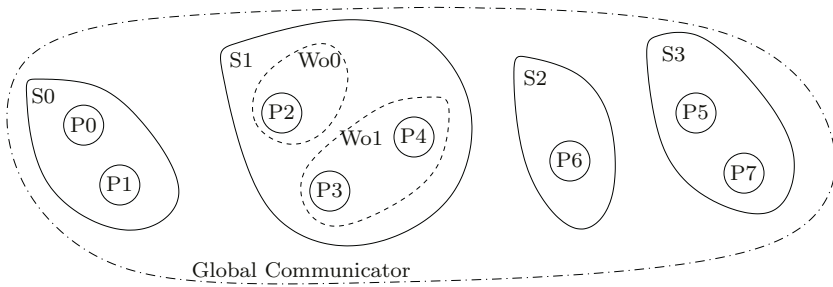 S0
P0
P1
S1
Wo0
P2
Wo1
P4
P3
S2
P6
S3
P5
P7
Global Communicator